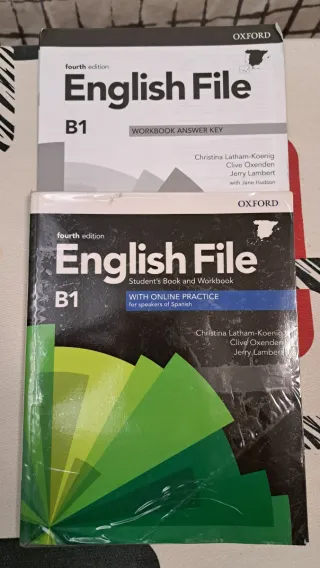 OXFORD
fourth edition
English File
B1
WORKBOOK ANSWER KEY
Christina Latham-Koenig
Clive Oxenden
Jerry Lambert
with Jane Hudson
OXFORD
fourth edition
English File
Student's Book and Workbook
B1
WITH ONLINE PRACTICE
for speakers of Spanish
Christina Latham-Koenig
Clive Oxenden
Jerry Lambert